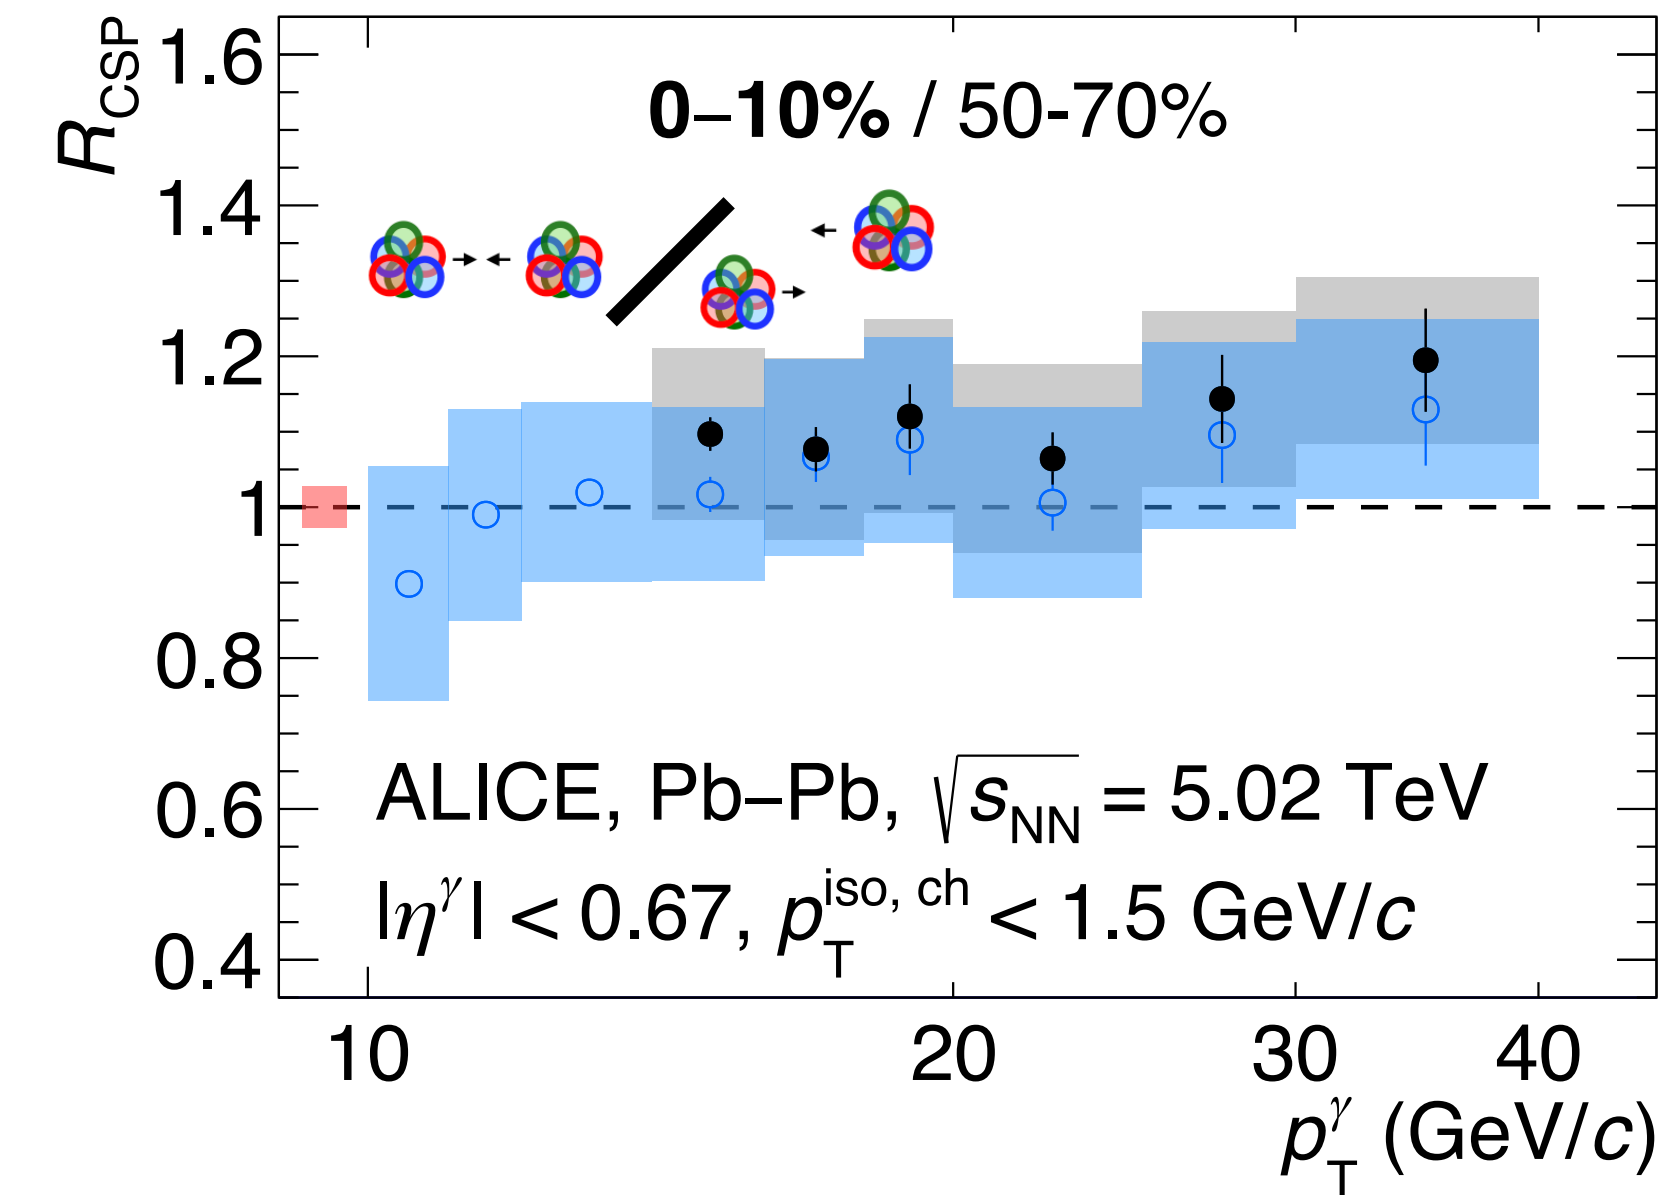 R_CSP
0–10% / 50-70%
1.6
1.4
1.2
1
0.8
0.6
0.4
ALICE, Pb–Pb, √s_NN = 5.02 TeV
|η^γ| < 0.67, p_T^iso, ch < 1.5 GeV/c
10 20 30 40
p_T^γ (GeV/c)